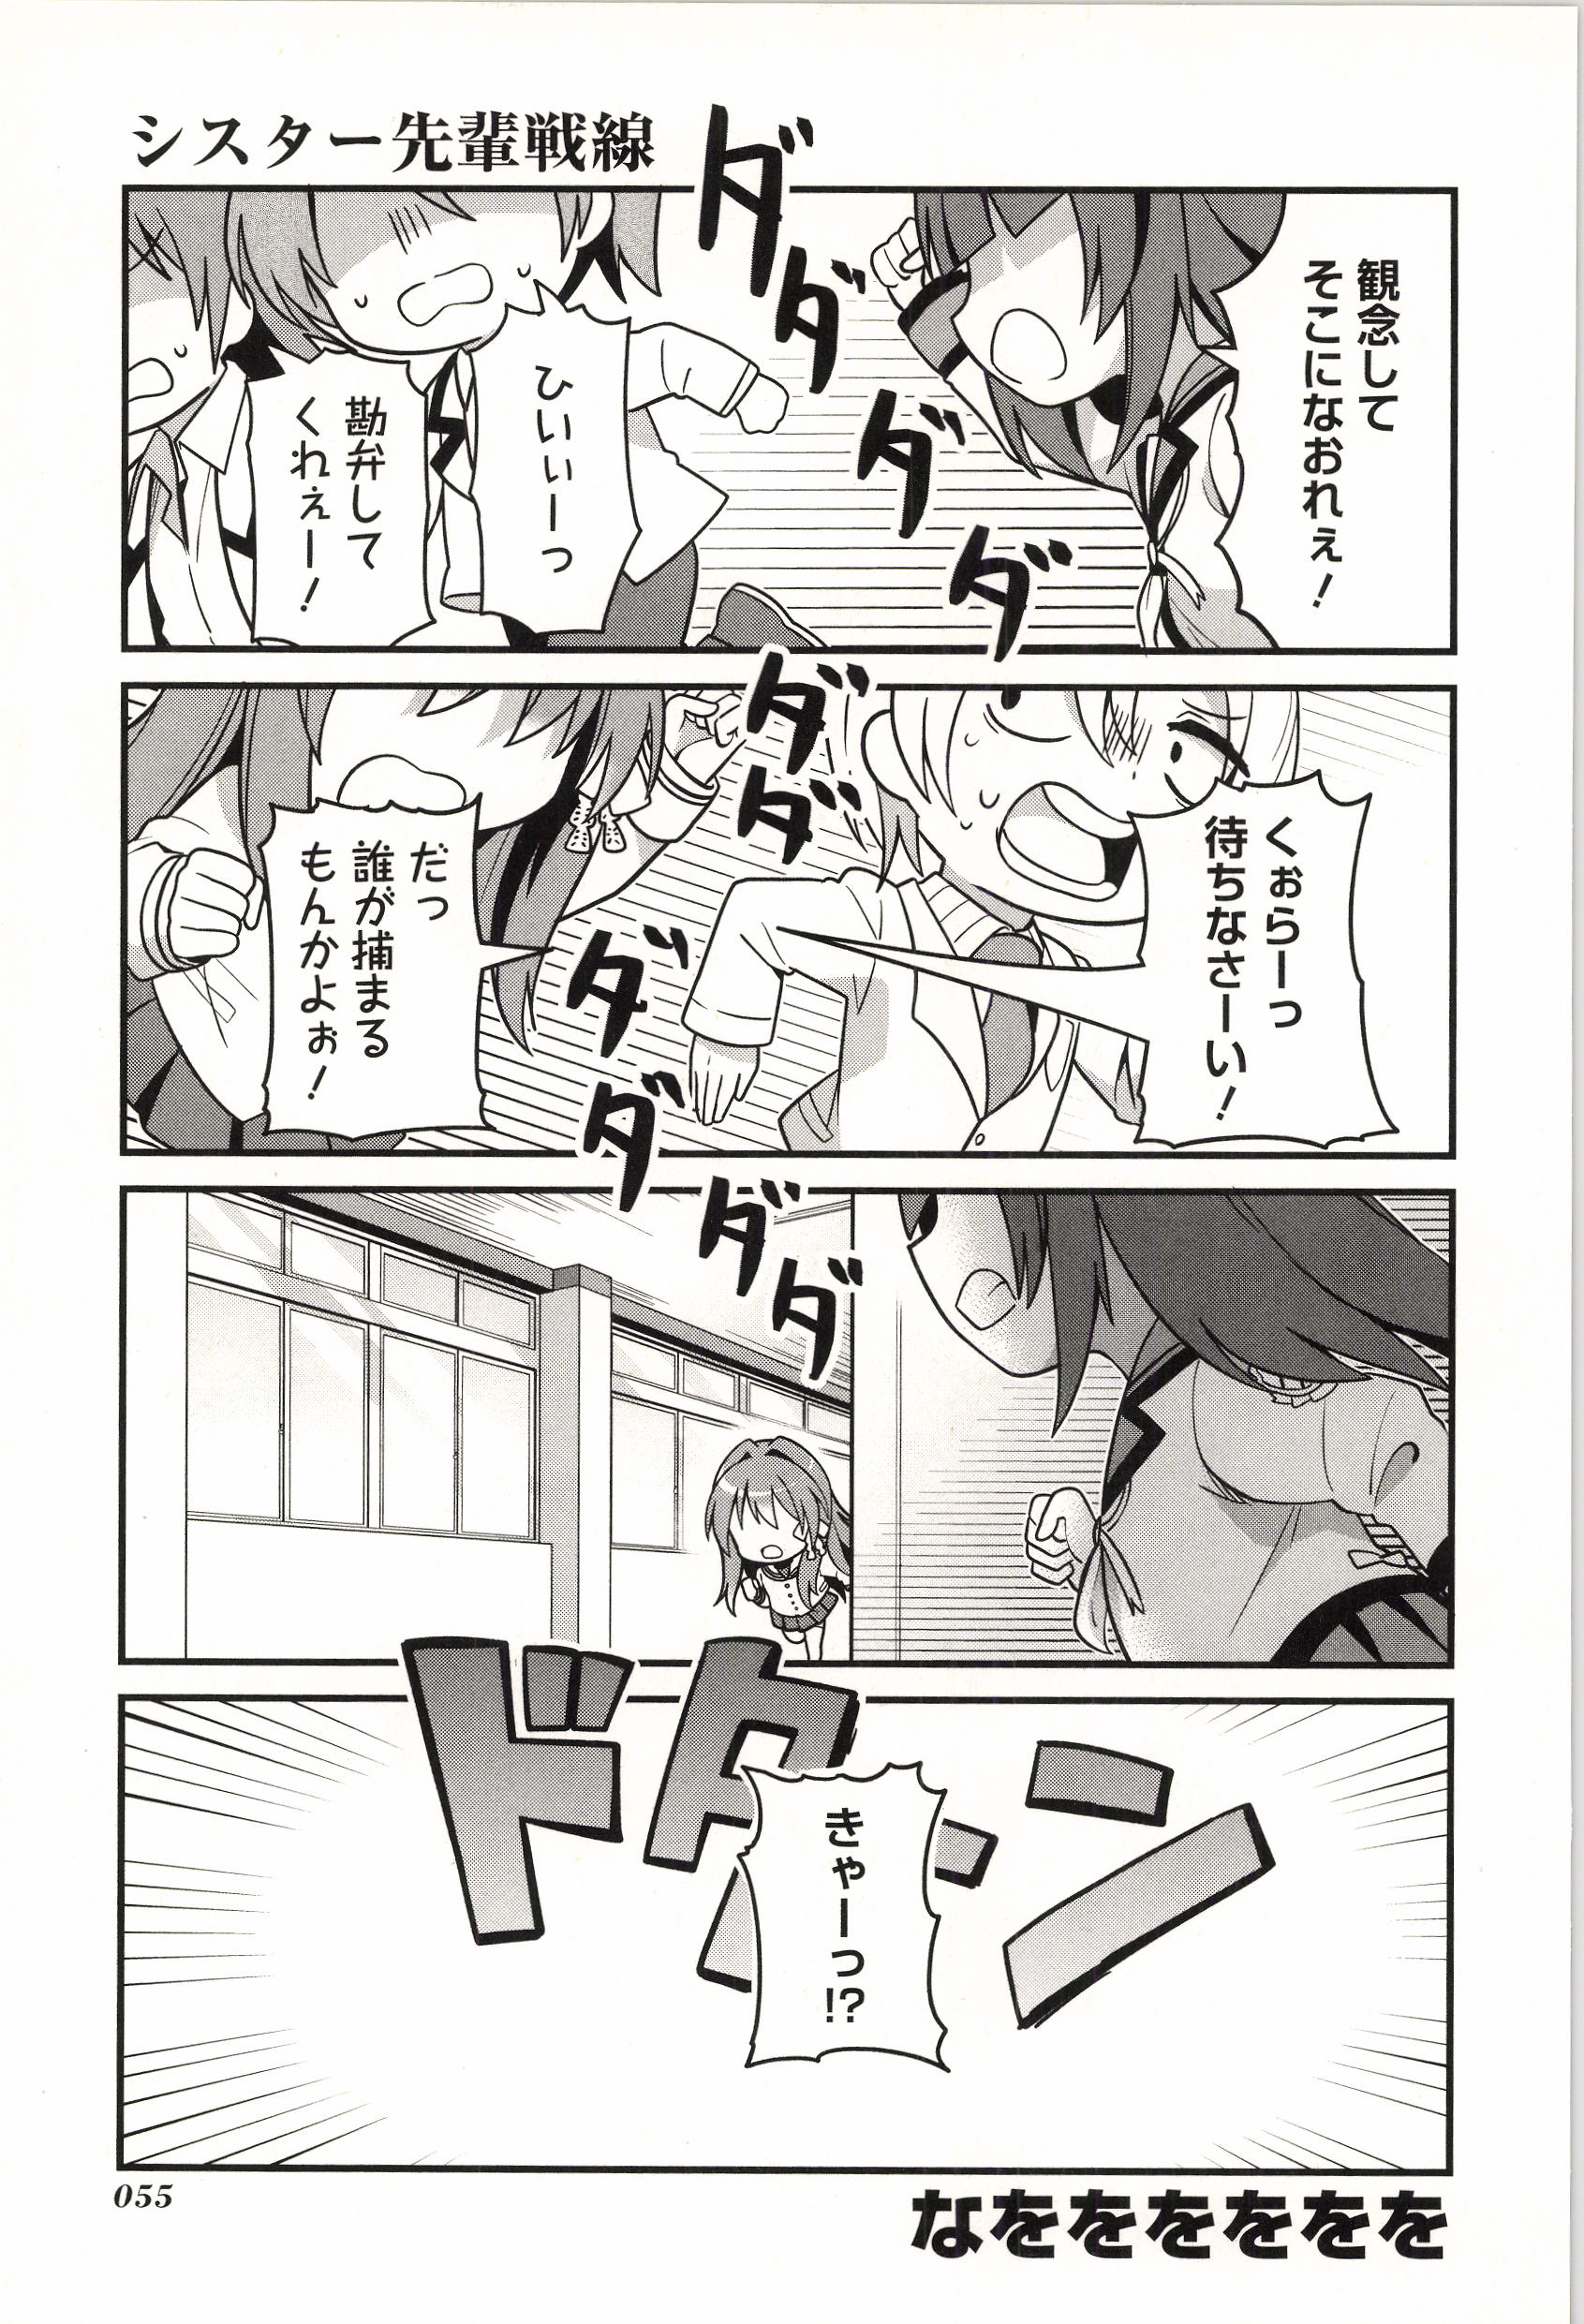 シスター先輩戦線
ダ
ダダ
ダ
ダ
観念して
そこになおれぇ！
ひいぃーっ
勘弁して
くれぇー！
ダ
ダ
ダ
ダ
くぉらーっ
待ちなさーい！
だっ
誰が捕まる
もんかよぉ！
ダ
ダ
ドターン
きゃーっ!?
055
なををををををを